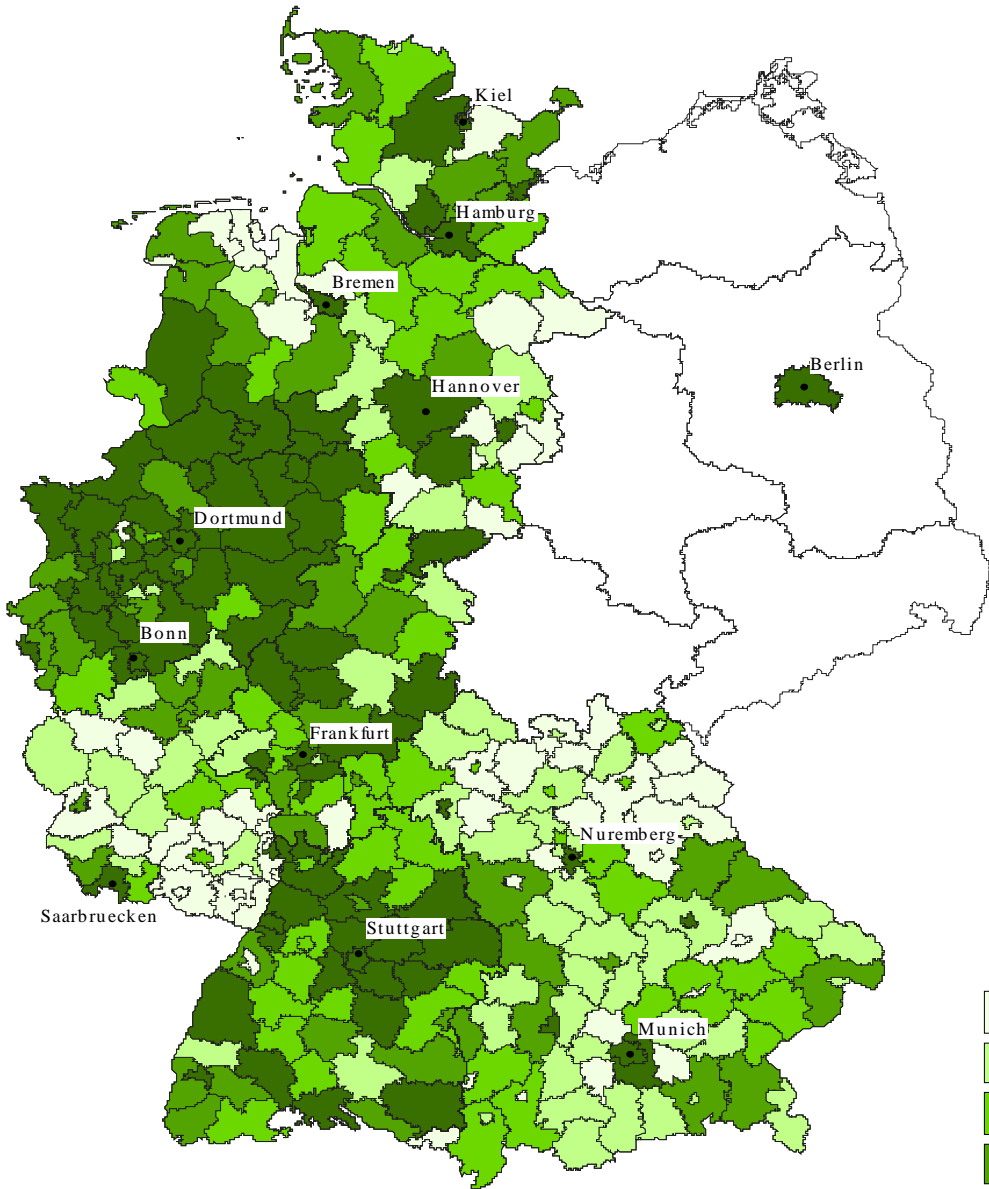 Kiel
Hamburg
Bremen
Berlin
Hannover
Dortmund
Bonn
Frankfurt
Nuremberg
Saarbruecken
Stuttgart
Munich